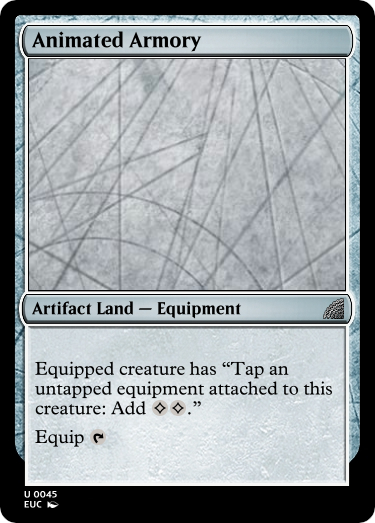 Animated Armory
Artifact Land — Equipment
Equipped creature has “Tap an
untapped equipment attached to this
creature: Add .”
Equip
U 0045
EUC